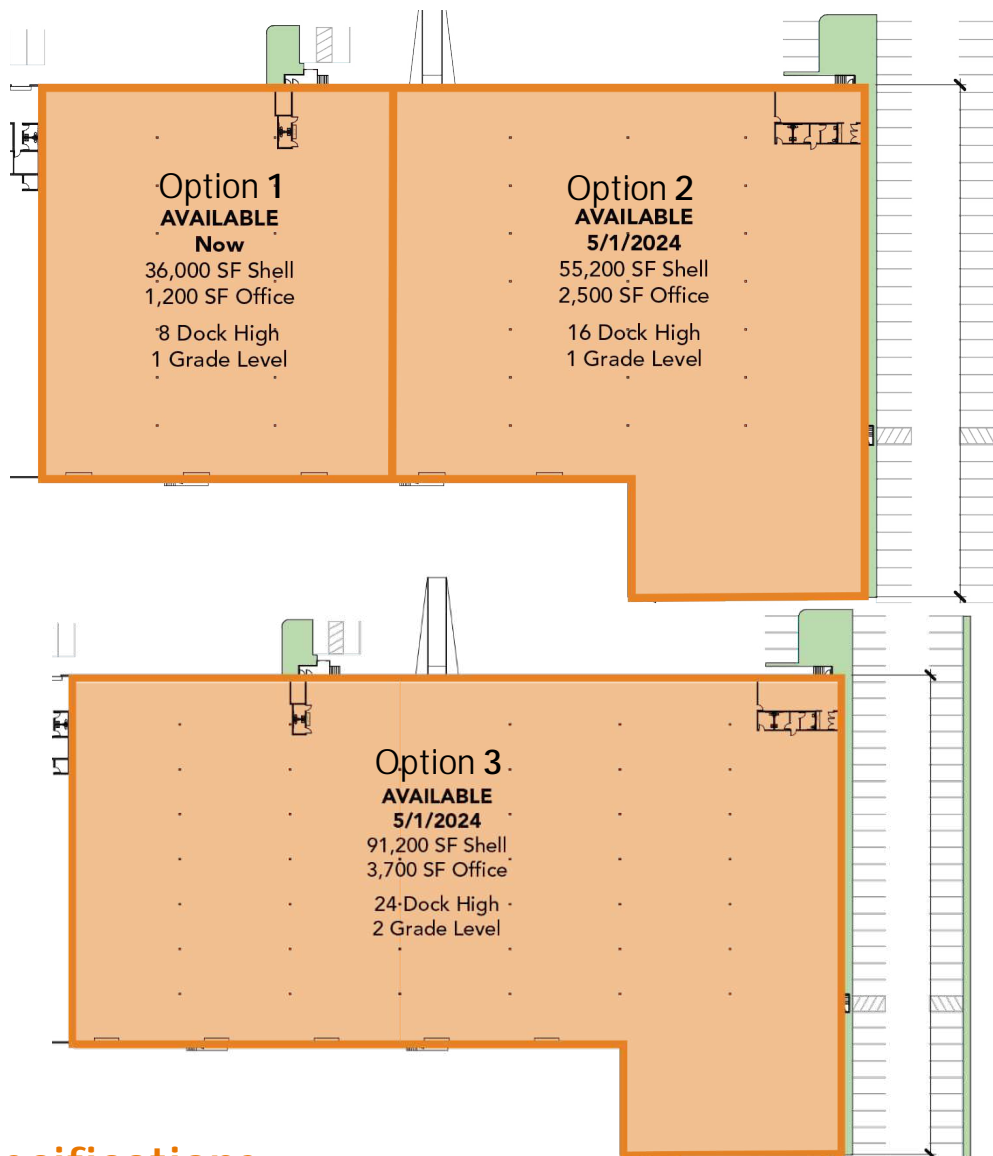 Option 1
AVAILABLE
Now
36,000 SF Shell
1,200 SF Office
8 Dock High
1 Grade Level
Option 2
AVAILABLE
5/1/2024
55,200 SF Shell
2,500 SF Office
16 Dock High
1 Grade Level
Option 3
AVAILABLE
5/1/2024
91,200 SF Shell
3,700 SF Office
24 Dock High
2 Grade Level